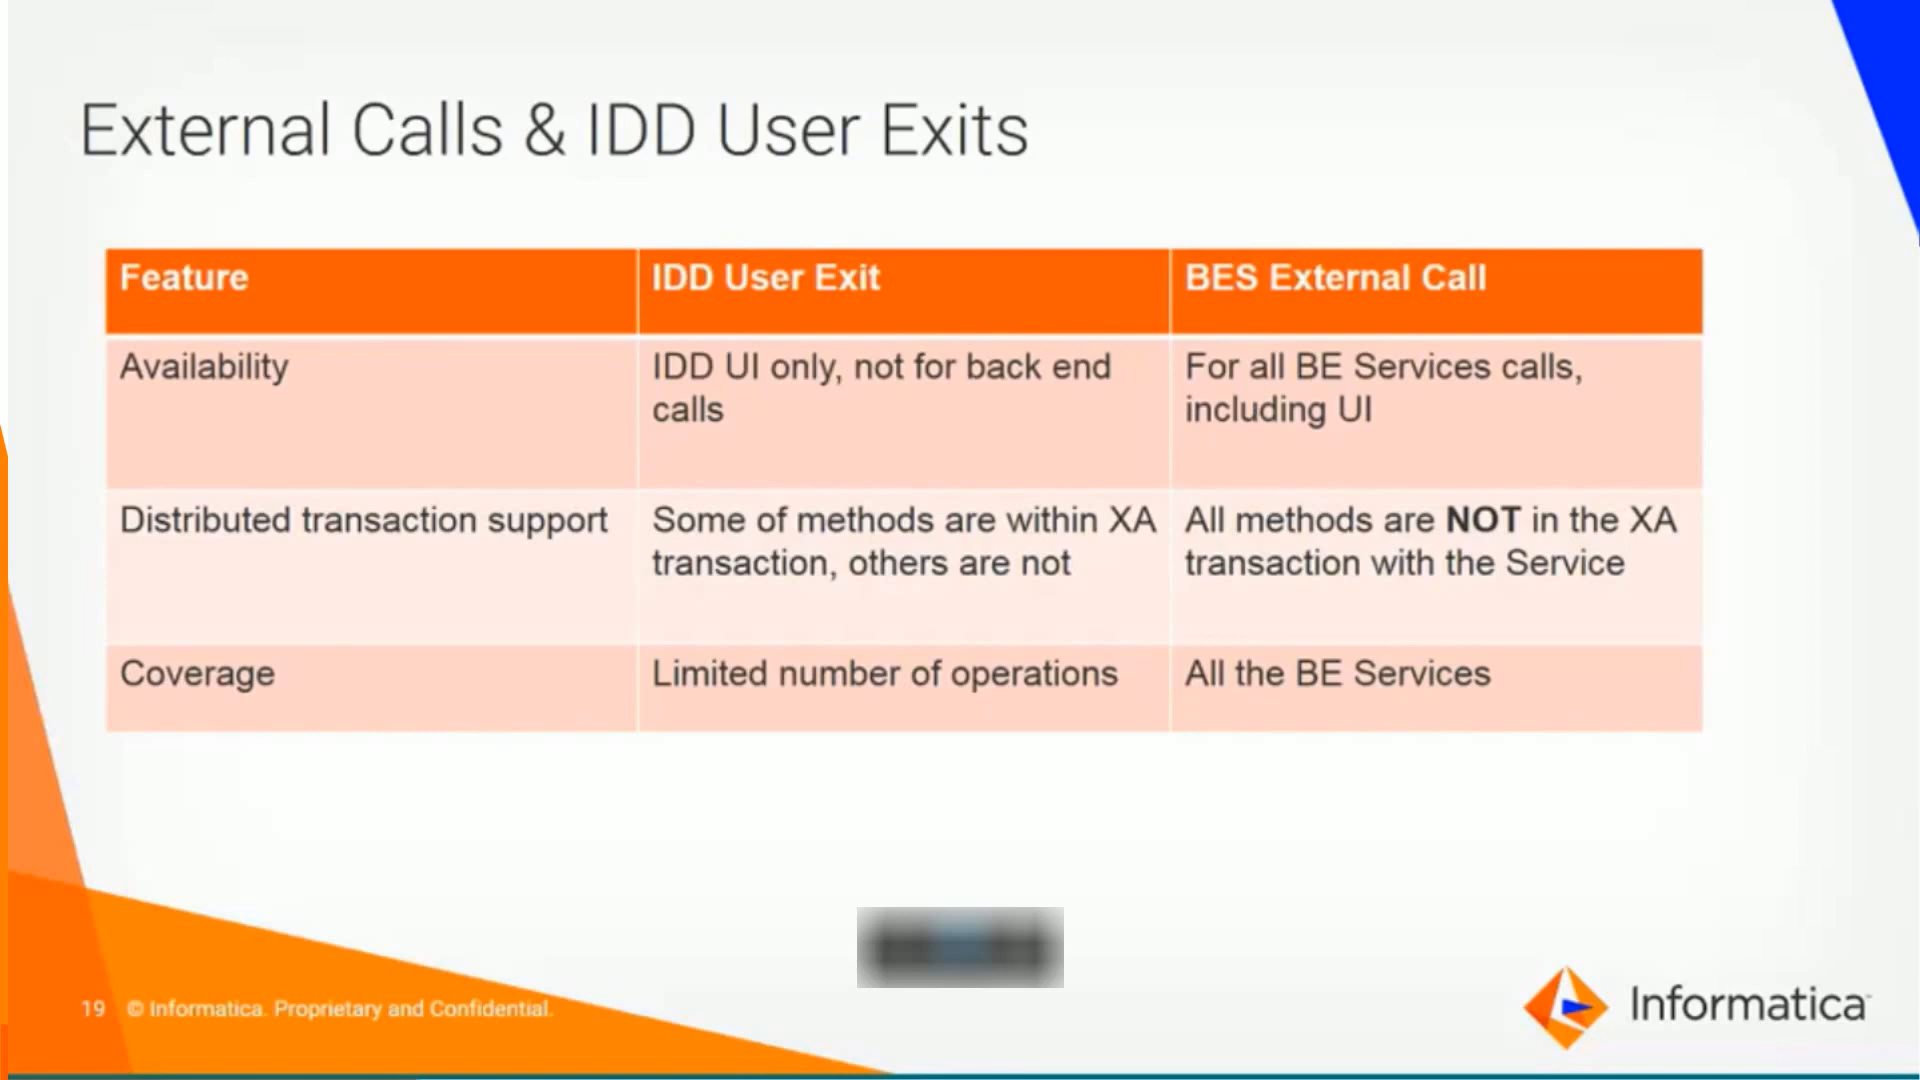 External Calls & IDD User Exits
Feature
IDD User Exit
BES External Call
Availability
IDD UI only, not for back end
calls
For all BE Services calls,
including UI
Distributed transaction support
Some of methods are within XA
transaction, others are not
All methods are NOT in the XA
transaction with the Service
Coverage
Limited number of operations
All the BE Services
19 © Informatica. Proprietary and Confidential.
Informatica